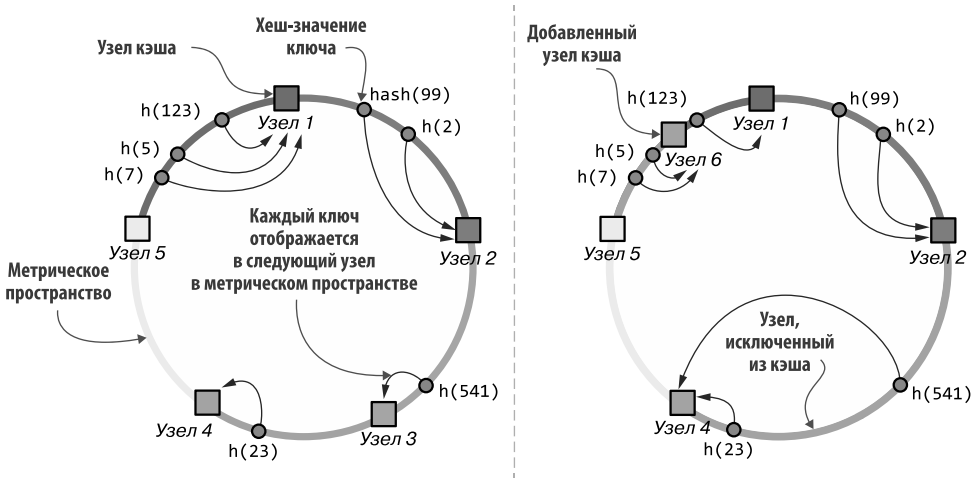 Узел кэша
Хеш-значение
ключа
hash(99)
h(123)
Узел 1
h(2)
h(5)
h(7)
Каждый ключ
отображается
в следующий узел
в метрическом пространстве
Узел 5
Узел 2
Метрическое
пространство
h(541)
Узел 4
Узел 3
h(23)
Добавленный
узел кэша
h(123)
h(99)
Узел 1
h(2)
h(5)
Узел 6
h(7)
Узел 5
Узел 2
Узел,
исключенный
из кэша
h(541)
Узел 4
h(23)